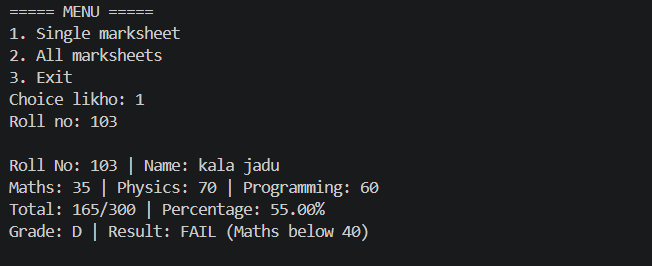 ===== MENU =====
1. Single marksheet
2. All marksheets
3. Exit
Choice likho: 1
Roll no: 103
Roll No: 103 | Name: kala jadu
Maths: 35 | Physics: 70 | Programming: 60
Total: 165/300 | Percentage: 55.00%
Grade: D | Result: FAIL (Maths below 40)